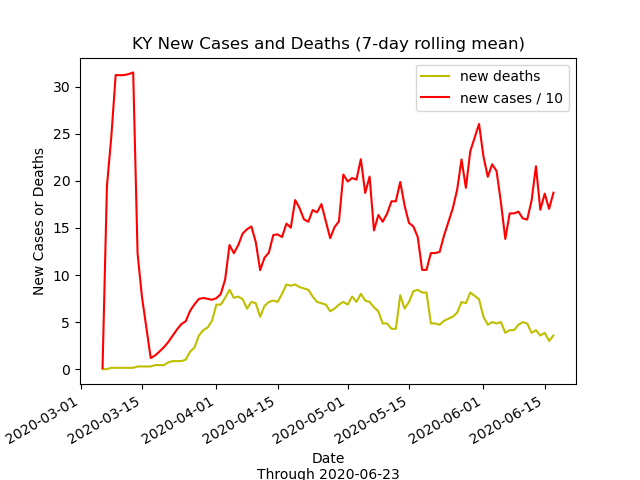 KY New Cases and Deaths (7-day rolling mean)
new deaths
new cases / 10
New Cases or Deaths
30
25
20
15
10
5
0
2020-03-01
2020-03-15
2020-04-01
2020-04-15
2020-05-01
2020-05-15
2020-06-01
2020-06-15
Date
Through 2020-06-23